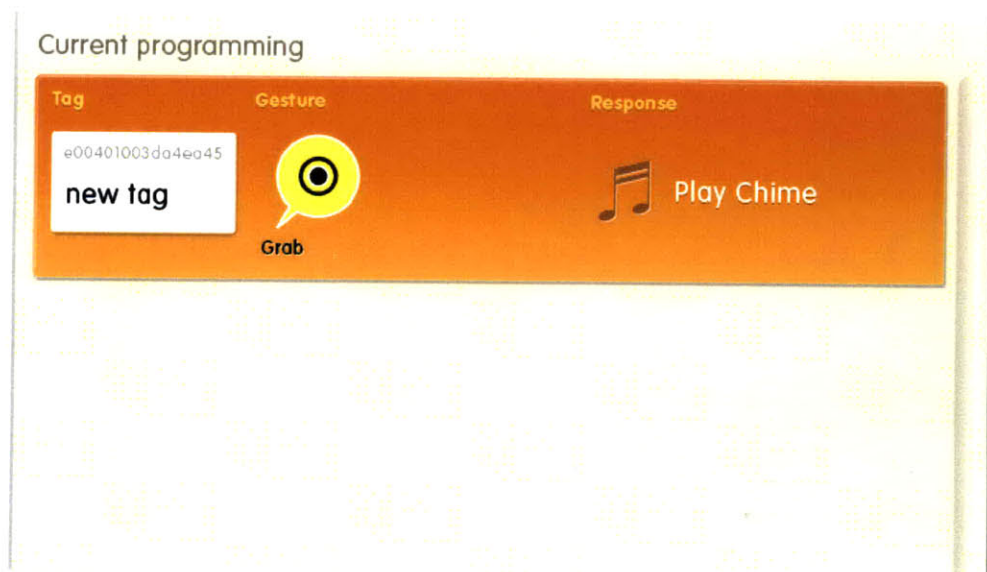 Current programming
Tag Gesture Response
e00401003da4ea45
new tag
Play Chime
Grab